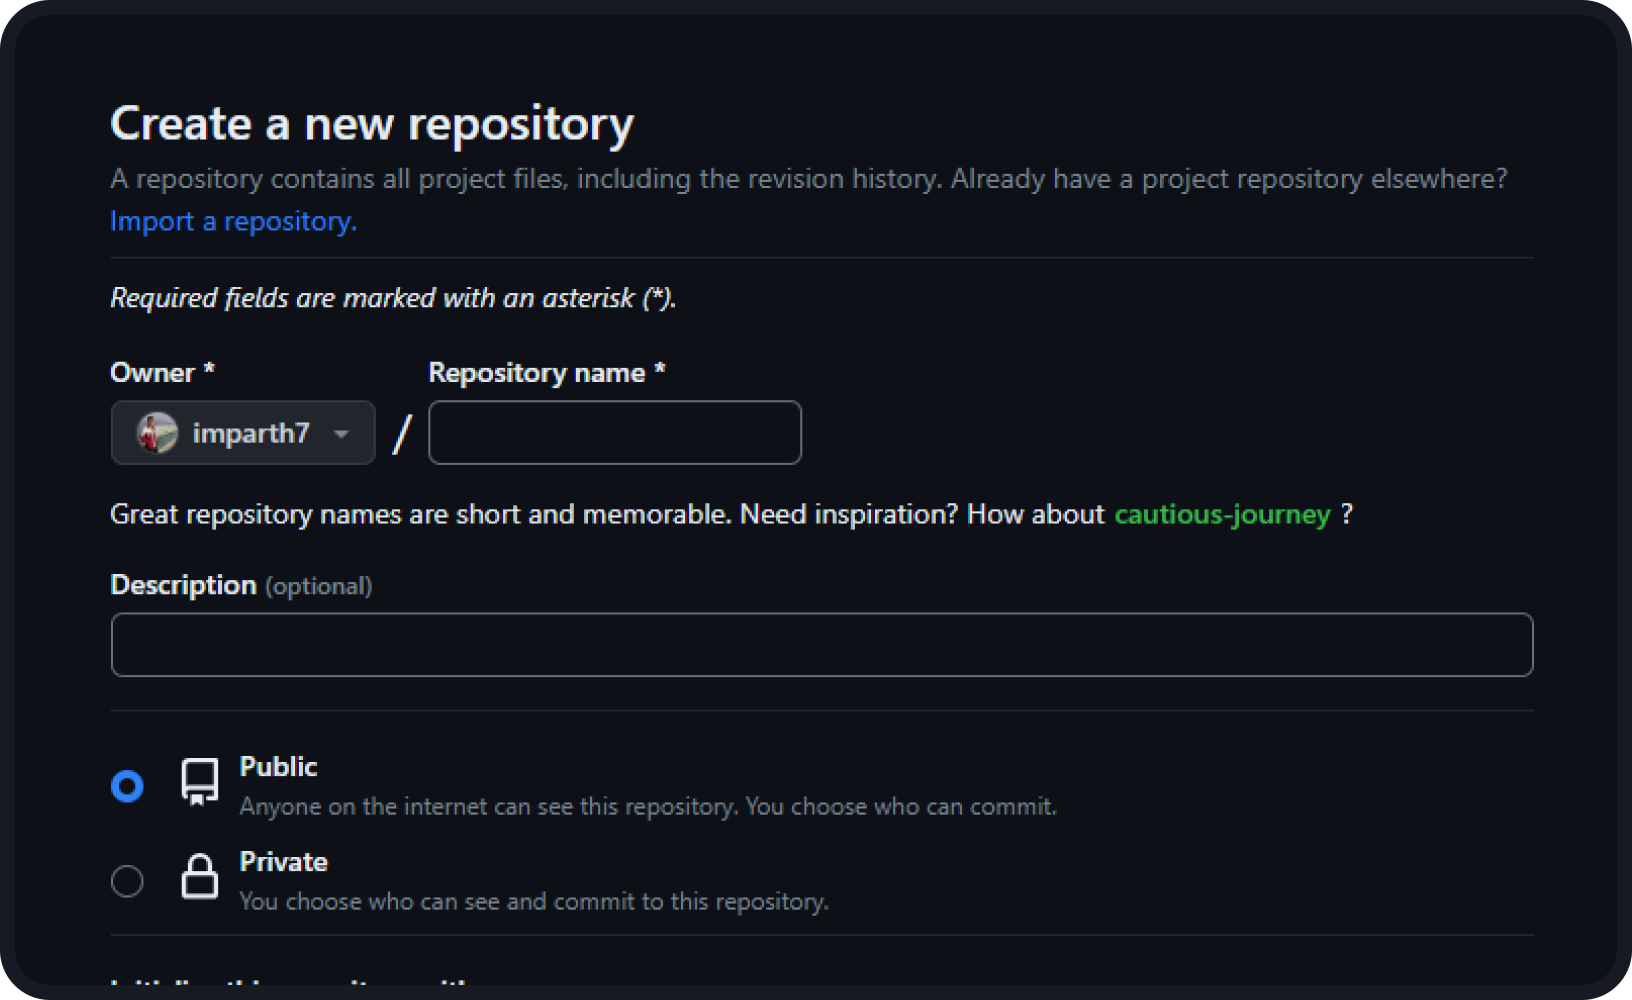 Create a new repository
A repository contains all project files, including the revision history. Already have a project repository elsewhere?
Import a repository.
Required fields are marked with an asterisk (*).
Owner *
Repository name *
imparth7
/
Great repository names are short and memorable. Need inspiration? How about cautious-journey ?
Description (optional)
Public
Anyone on the internet can see this repository. You choose who can commit.
Private
You choose who can see and commit to this repository.